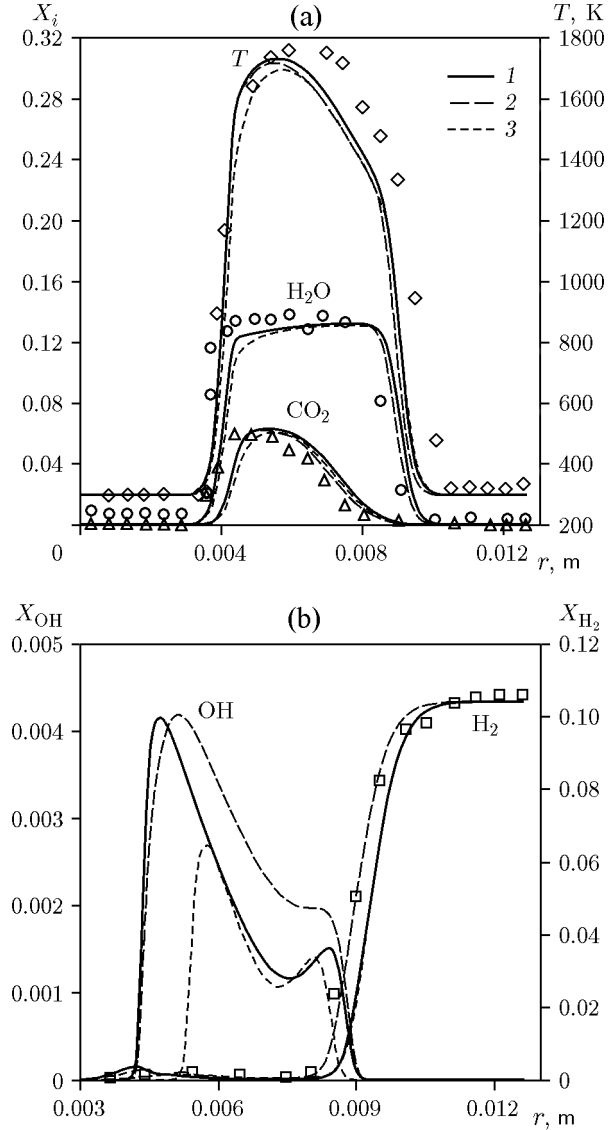 X_i (a) T, K
0.32 1800
T 1
0.28 1600
2
3
0.24 1400
0.20 1200
0.16 1000
H₂O
0.12 800
0.08 600
CO₂
0.04 400
200
0 0.004 0.008 0.012
r, m
X_OH (b) X_H₂
0.005 0.12
OH H₂
0.004 0.10
0.08
0.003
0.06
0.002
0.04
0.001
0.02
0 0
0.003 0.006 0.009 0.012
r, m